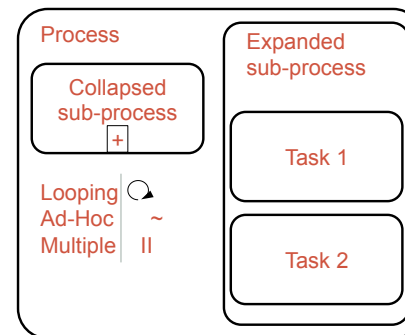 Process
Collapsed
sub-process
+
Looping
Ad-Hoc ~
Multiple II
Expanded
sub-process
Task 1
Task 2